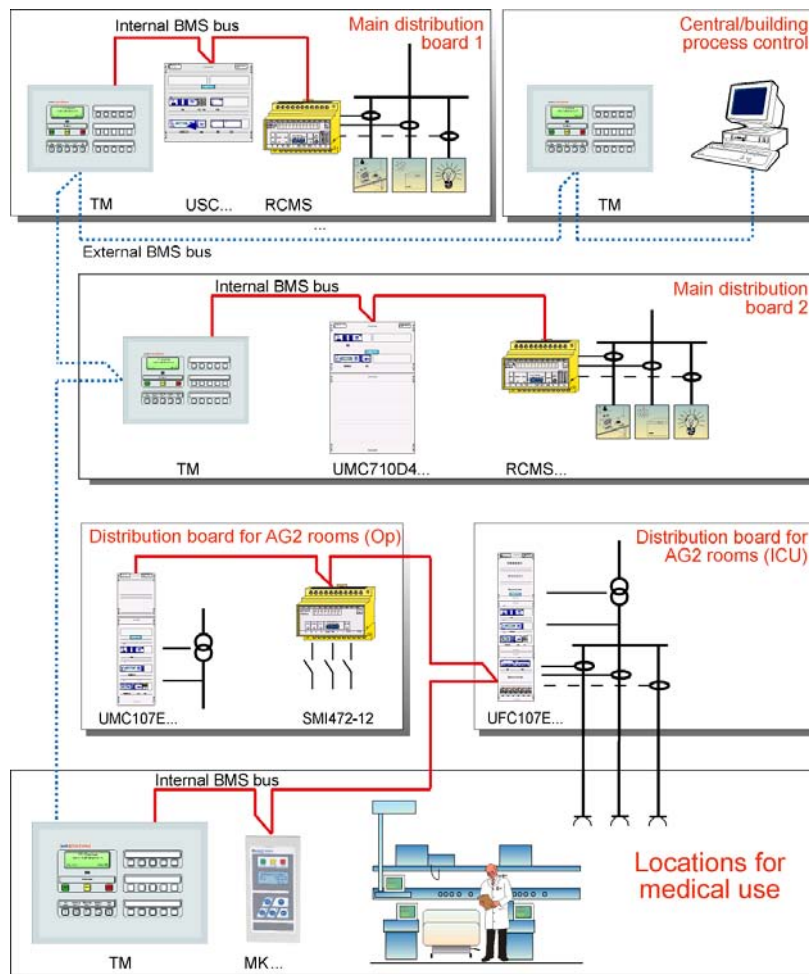 Internal BMS bus
Main distribution
board 1
Central/building
process control
TM
USC...
RCMS
...
TM
External BMS bus
Internal BMS bus
Main distribution
board 2
TM
UMC710D4...
RCMS...
Distribution board for AG2 rooms (Op)
Distribution board for
AG2 rooms (ICU)
UMC107E...
SMI472-12
UFC107E...
Internal BMS bus
Locations for
medical use
TM
MK...